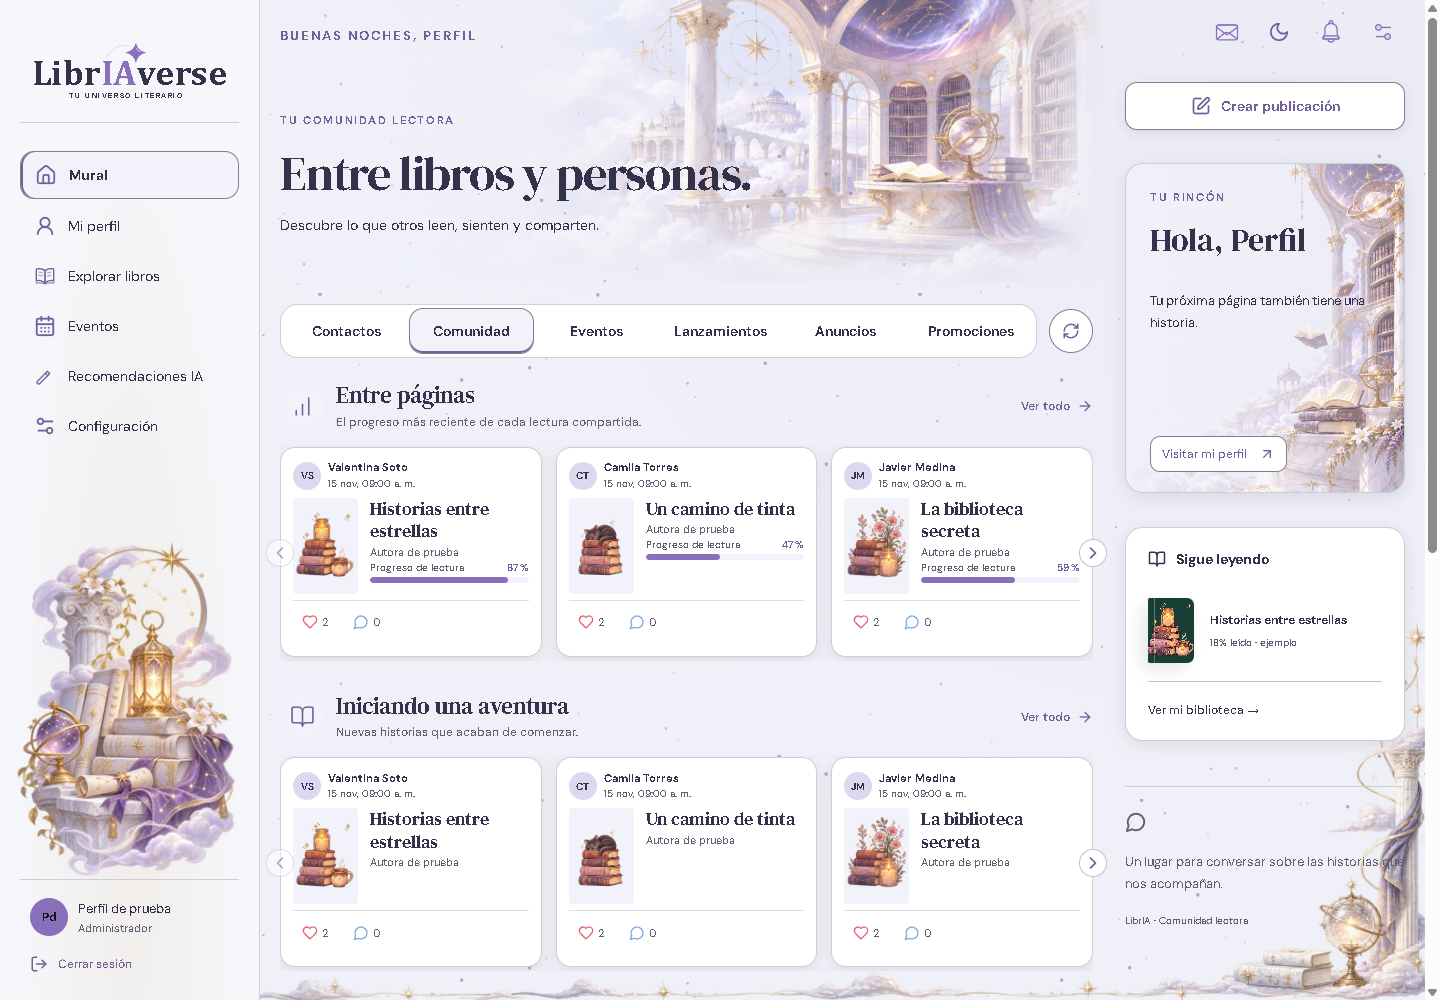 LibrIAverse
TU UNIVERSO LITERARIO
Mural
Mi perfil
Explorar libros
Eventos
Recomendaciones IA
Configuración
Pd
Perfil de prueba
Administrador
Cerrar sesión
BUENAS NOCHES, PERFIL
TU COMUNIDAD LECTORA
Entre libros y personas.
Descubre lo que otros leen, sienten y comparten.
Contactos
Comunidad
Eventos
Lanzamientos
Anuncios
Promociones
Entre páginas
El progreso más reciente de cada lectura compartida.
Ver todo
VS
Valentina Soto
15 nov, 09:00 a. m.
Historias entre
estrellas
Autora de prueba
Progreso de lectura 87 %
2 0
CT
Camila Torres
15 nov, 09:00 a. m.
Un camino de tinta
Autora de prueba
Progreso de lectura 47 %
2 0
JM
Javier Medina
15 nov, 09:00 a. m.
La biblioteca
secreta
Autora de prueba
Progreso de lectura 59 %
2 0
Iniciando una aventura
Nuevas historias que acaban de comenzar.
Ver todo
VS
Valentina Soto
15 nov, 09:00 a. m.
Historias entre
estrellas
Autora de prueba
2 0
CT
Camila Torres
15 nov, 09:00 a. m.
Un camino de tinta
Autora de prueba
2 0
JM
Javier Medina
15 nov, 09:00 a. m.
La biblioteca
secreta
Autora de prueba
2 0
Crear publicación
TU RINCÓN
Hola, Perfil
Tu próxima página también tiene una
historia.
Visitar mi perfil
Sigue leyendo
Historias entre estrellas
18% leído · ejemplo
Ver mi biblioteca →
Un lugar para conversar sobre las historias que
nos acompañan.
LibrIA · Comunidad lectora